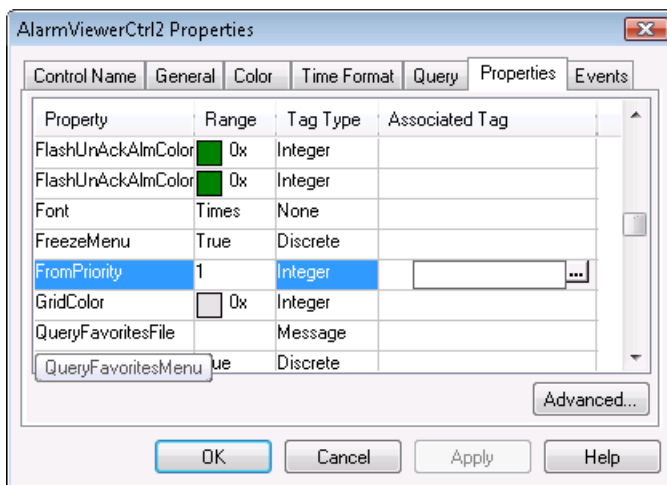 AlarmViewerCtrl2 Properties
Control Name General Color Time Format Query Properties Events
Property Range Tag Type Associated Tag
FlashUnAckAlmColor 0x Integer
FlashUnAckAlmColor 0x Integer
Font Times None
FreezeMenu True Discrete
FromPriority 1 Integer ...
GridColor 0x Integer
QueryFavoritesFile Message
QueryFavoritesMenu ue Discrete
Advanced...
OK Cancel Apply Help